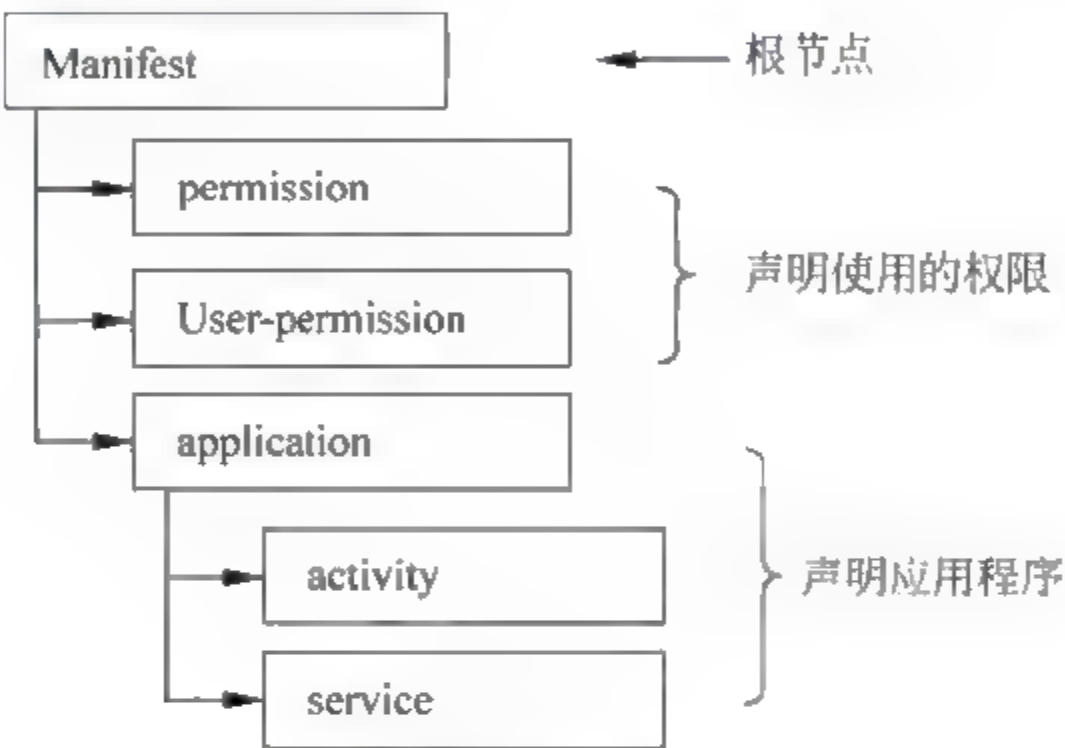 Manifest
根节点
permission
声明使用的权限
User-permission
application
activity
声明应用程序
service